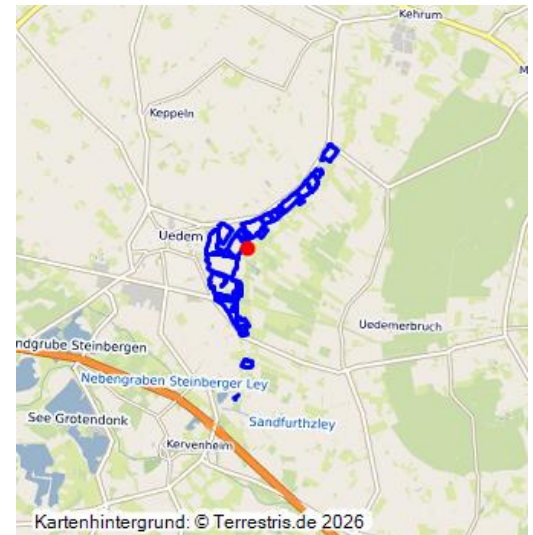 Kehrum
M
Keppeln
Uedem
Uedemerbruch
ndgrube Steinbergen
Nebengraben Steinberger Ley
See Grotendonk
Sandfurthzley
Kervenheim
Kartenhintergrund: © Terrestris.de 2026